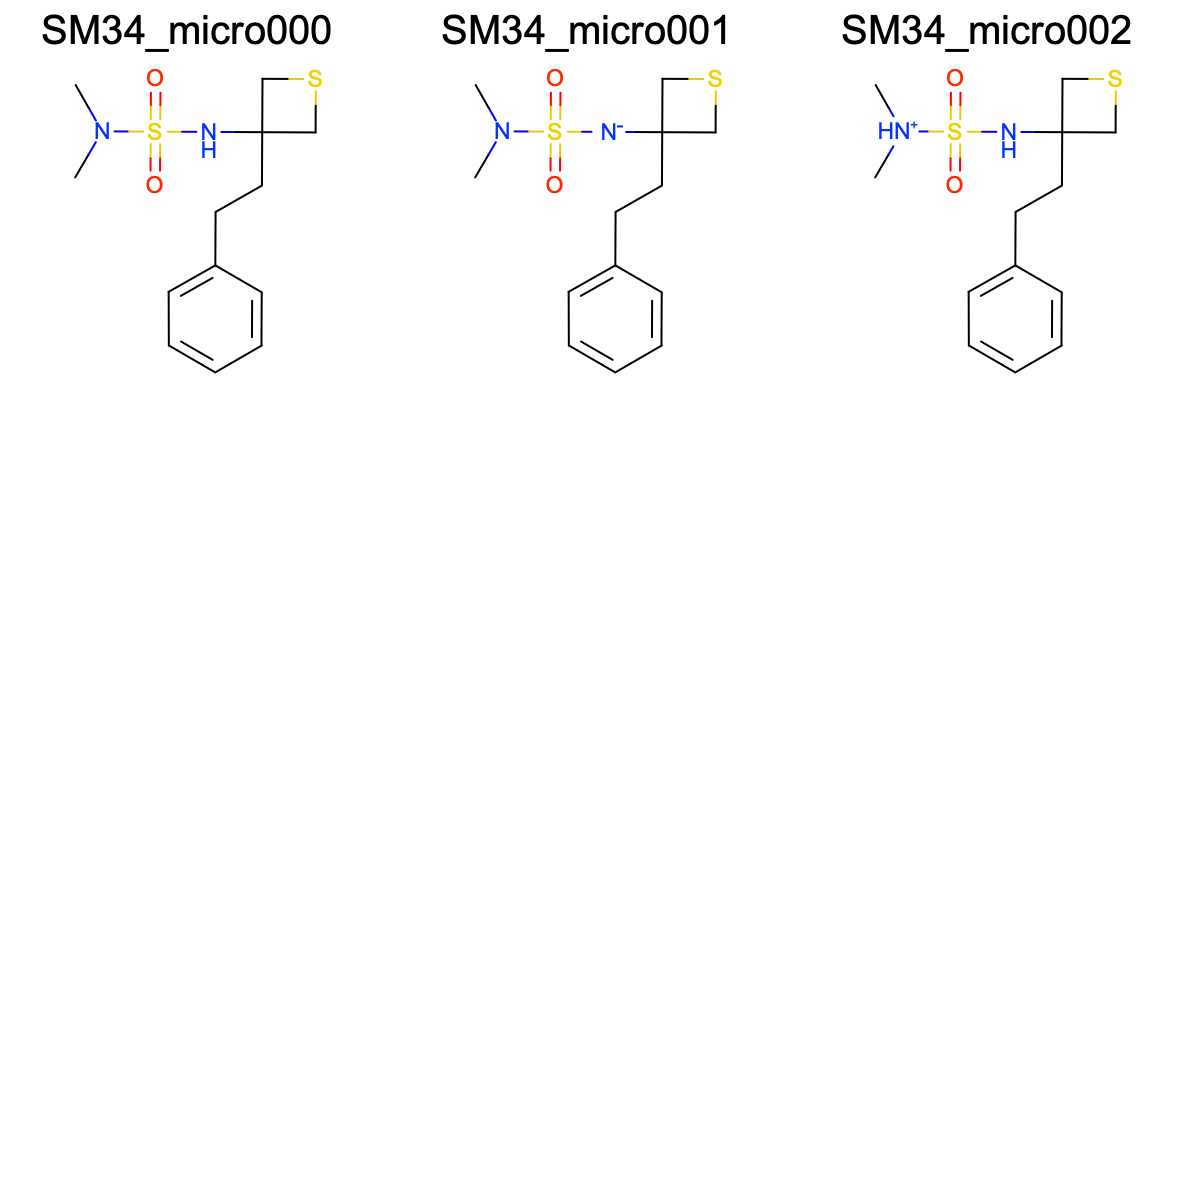 SM34_micro000 SM34_micro001 SM34_micro002
O S O S O S
N S N H N S N⁻ HN⁺ S N H
O O O